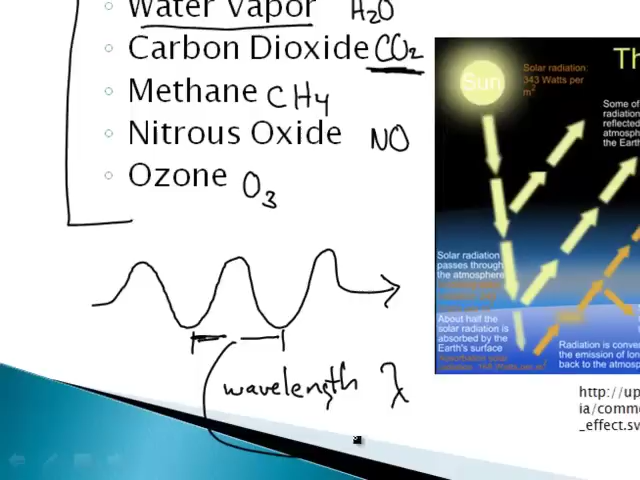 Water Vapor H2O
Carbon Dioxide CO2
Methane CH4
Nitrous Oxide NO
Ozone O3
wavelength λ
Th
Sun
Solar radiation:
343 Watts per
m2
Some of
radiation
reflected
atmosph
the Earth
Solar radiation
passes through
the atmosphere
About half the
solar radiation is
absorbed by the
Earth's surface
Radiation is conver
the emission of lon
back to the atmosp
http://up
ia/comm
_effect.sv